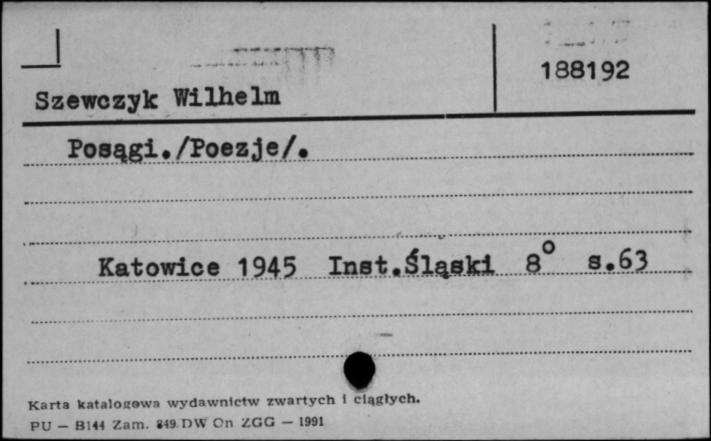 188192
Szewczyk Wilhelm
Posągi./Poezje/.
Katowice 1945 Inst.Śląski 8° s.63
Karta katalogowa wydawnictw zwartych i ciągłych.
PU — B144 Zam. 849. DW Cn ZGG — 1991